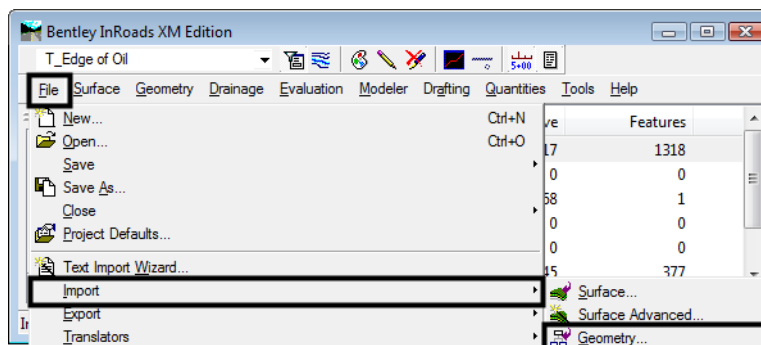 Bentley InRoads XM Edition
T_Edge of Oil
5+00
File Surface Geometry Drainage Evaluation Modeler Drafting Quantities Tools Help
New... Ctrl+N
ve Features
Open... Ctrl+O
17 1318
Save
0 0
Save As...
58 1
Close
0 0
Project Defaults...
0 0
Text Import Wizard...
45 377
Import
Surface...
Export
Surface Advanced...
Translators
Geometry...